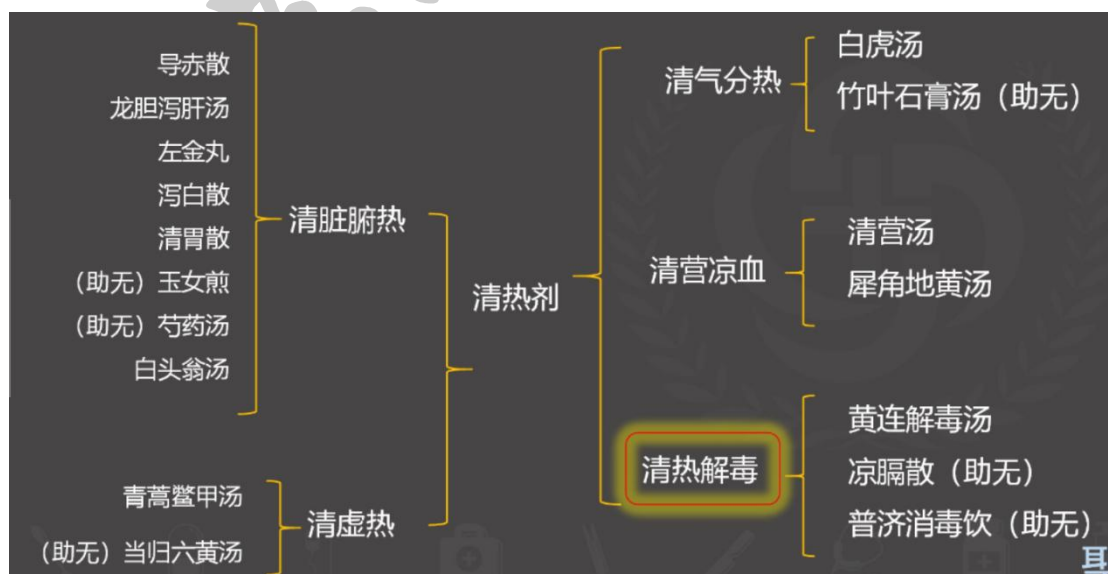 导赤散
龙胆泻肝汤
左金丸
泻白散
清胃散
（助无）玉女煎
（助无）芍药汤
白头翁汤
清脏腑热
青蒿鳖甲汤
（助无）当归六黄汤
清虚热
清热剂
清气分热
白虎汤
竹叶石膏汤（助无）
清营凉血
清营汤
犀角地黄汤
清热解毒
黄连解毒汤
凉膈散（助无）
普济消毒饮（助无）